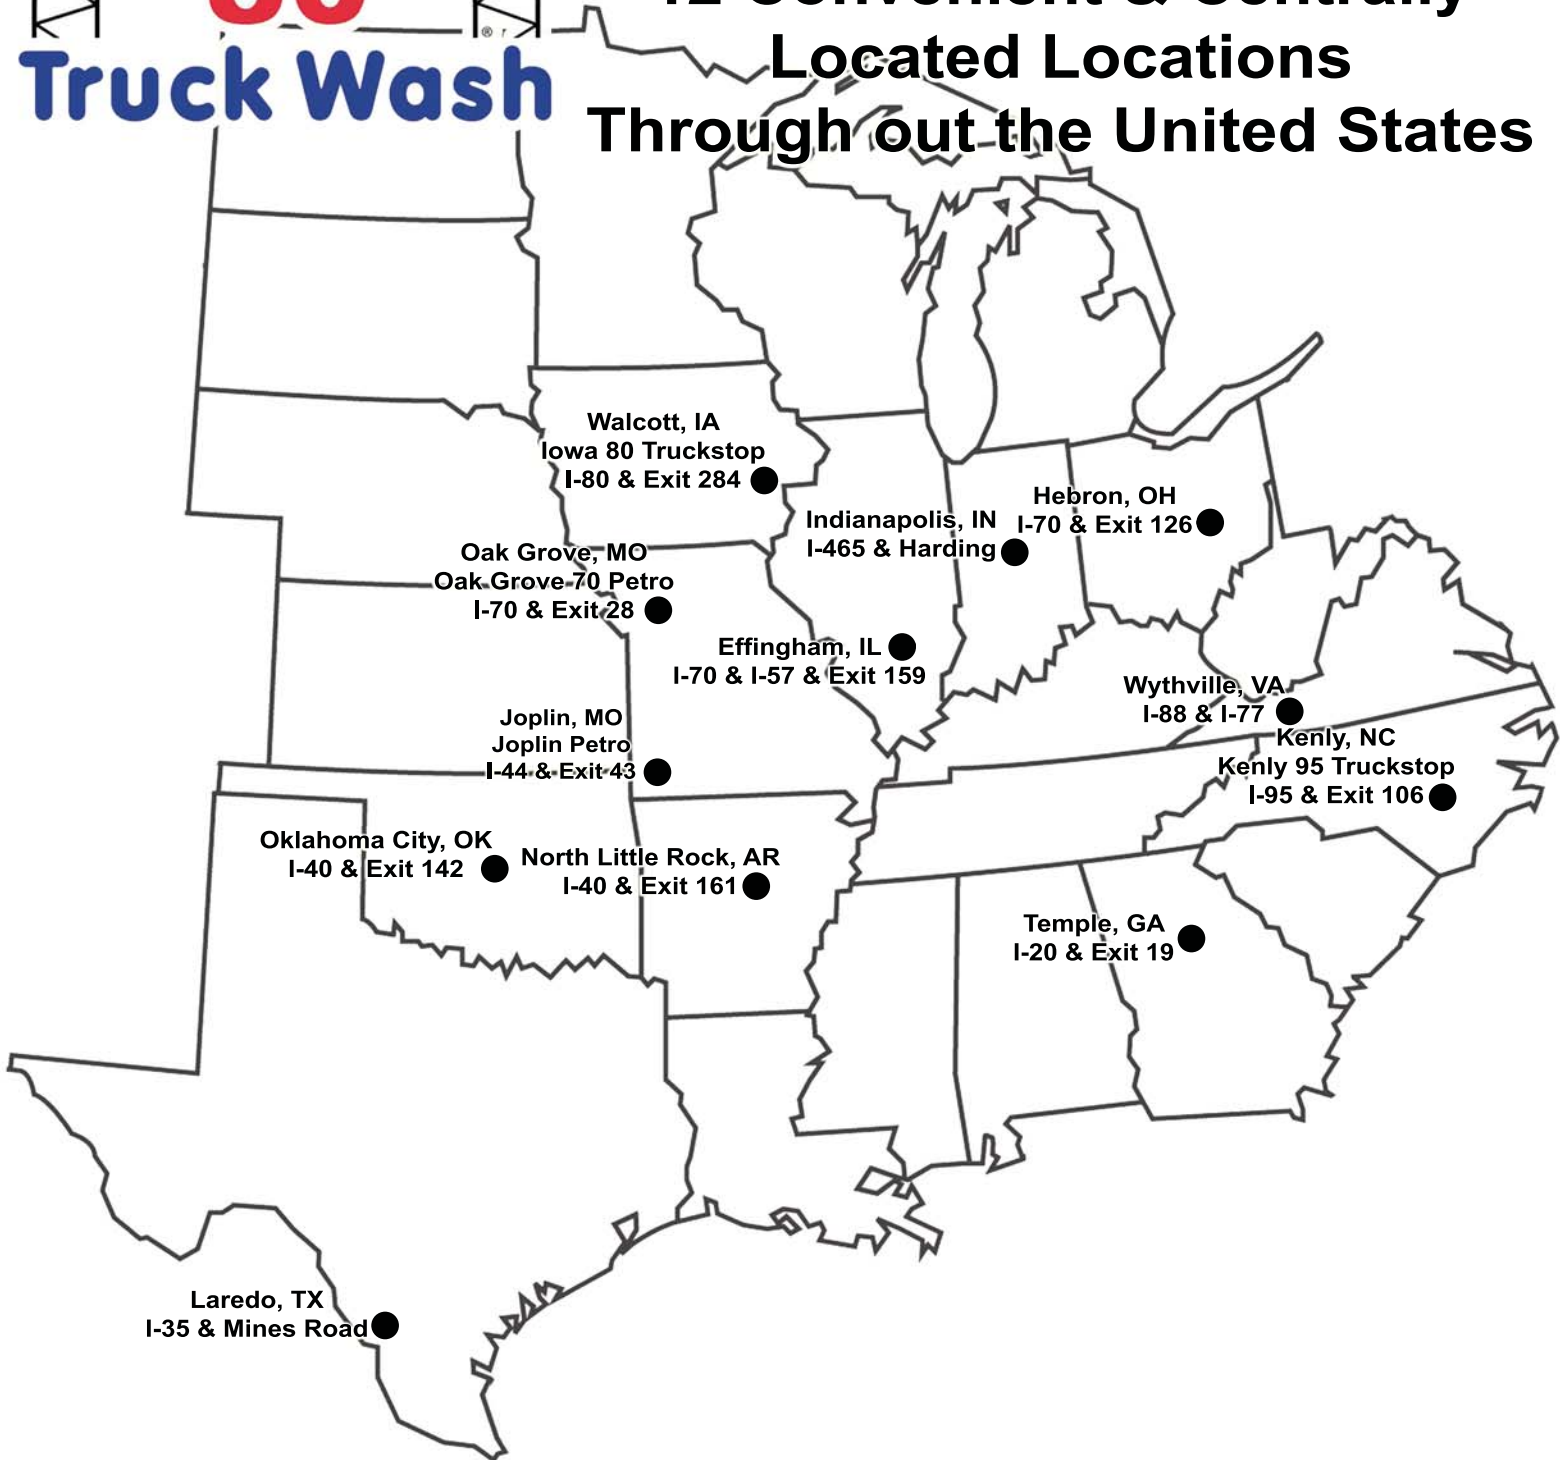 80
Truck Wash
®
12 Convenient & Centrally
Located Locations
Through out the United States
Walcott, IA
Iowa 80 Truckstop
I-80 & Exit 284
Hebron, OH
I-70 & Exit 126
Indianapolis, IN
I-465 & Harding
Oak Grove, MO
Oak Grove 70 Petro
I-70 & Exit 28
Effingham, IL
I-70 & I-57 & Exit 159
Wythville, VA
I-88 & I-77
Joplin, MO
Joplin Petro
I-44 & Exit 43
Kenly, NC
Kenly 95 Truckstop
I-95 & Exit 106
Oklahoma City, OK
I-40 & Exit 142
North Little Rock, AR
I-40 & Exit 161
Temple, GA
I-20 & Exit 19
Laredo, TX
I-35 & Mines Road